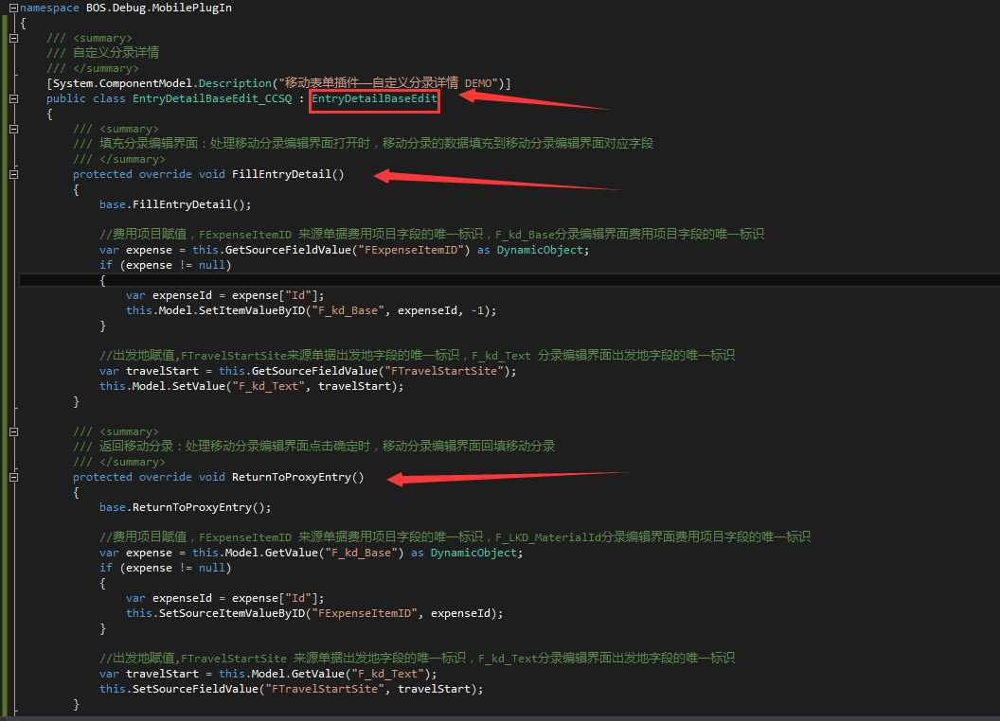 namespace BOS.Debug.MobilePlugIn
{
/// <summary>
/// 自定义分录详情
/// </summary>
[System.ComponentModel.Description("移动表单插件—自定义分录详情 DEMO")]
public class EntryDetailBaseEdit_CCSQ : EntryDetailBaseEdit
{
/// <summary>
/// 填充分录编辑界面：处理移动分录编辑界面打开时，移动分录的数据填充到移动分录编辑界面对应字段
/// </summary>
protected override void FillEntryDetail()
{
base.FillEntryDetail();
//费用项目赋值，FExpenseItemID 来源单据费用项目字段的唯一标识，F_kd_Base分录编辑界面费用项目字段的唯一标识
var expense = this.GetSourceFieldValue("FExpenseItemID") as DynamicObject;
if (expense != null)
{
var expenseId = expense["Id"];
this.Model.SetItemValueByID("F_kd_Base", expenseId, -1);
}
//出发地赋值,FTravelStartSite来源单据出发地字段的唯一标识，F_kd_Text 分录编辑界面出发地字段的唯一标识
var travelStart = this.GetSourceFieldValue("FTravelStartSite");
this.Model.SetValue("F_kd_Text", travelStart);
}
/// <summary>
/// 返回移动分录：处理移动分录编辑界面点击确定时，移动分录编辑界面回填移动分录
/// </summary>
protected override void ReturnToProxyEntry()
{
base.ReturnToProxyEntry();
//费用项目赋值，FExpenseItemID 来源单据费用项目字段的唯一标识，F_LKD_MaterialId分录编辑界面费用项目字段的唯一标识
var expense = this.Model.GetValue("F_kd_Base") as DynamicObject;
if (expense != null)
{
var expenseId = expense["Id"];
this.SetSourceItemValueByID("FExpenseItemID", expenseId);
}
//出发地赋值,FTravelStartSite 来源单据出发地字段的唯一标识，F_kd_Text分录编辑界面出发地字段的唯一标识
var travelStart = this.Model.GetValue("F_kd_Text");
this.SetSourceFieldValue("FTravelStartSite", travelStart);
}